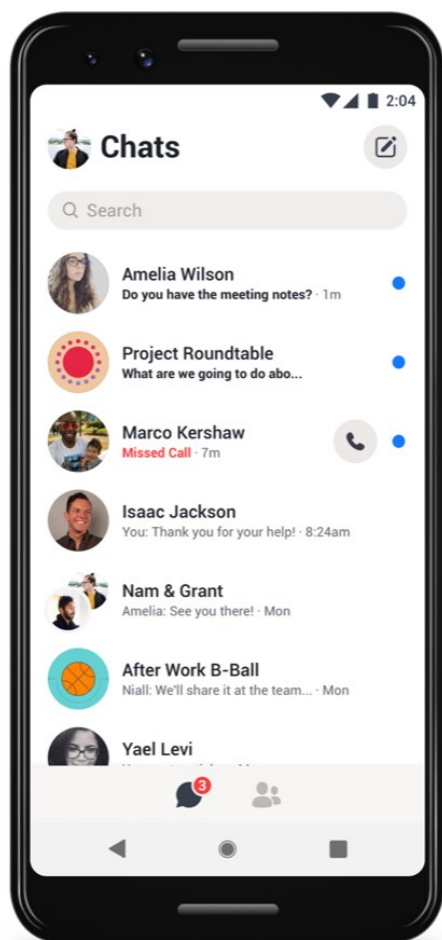 2:04
Chats
Search
Amelia Wilson
Do you have the meeting notes? · 1m
Project Roundtable
What are we going to do abo...
Marco Kershaw
Missed Call · 7m
Isaac Jackson
You: Thank you for your help! · 8:24am
Nam & Grant
Amelia: See you there! · Mon
After Work B-Ball
Niall: We'll share it at the team... · Mon
Yael Levi
3